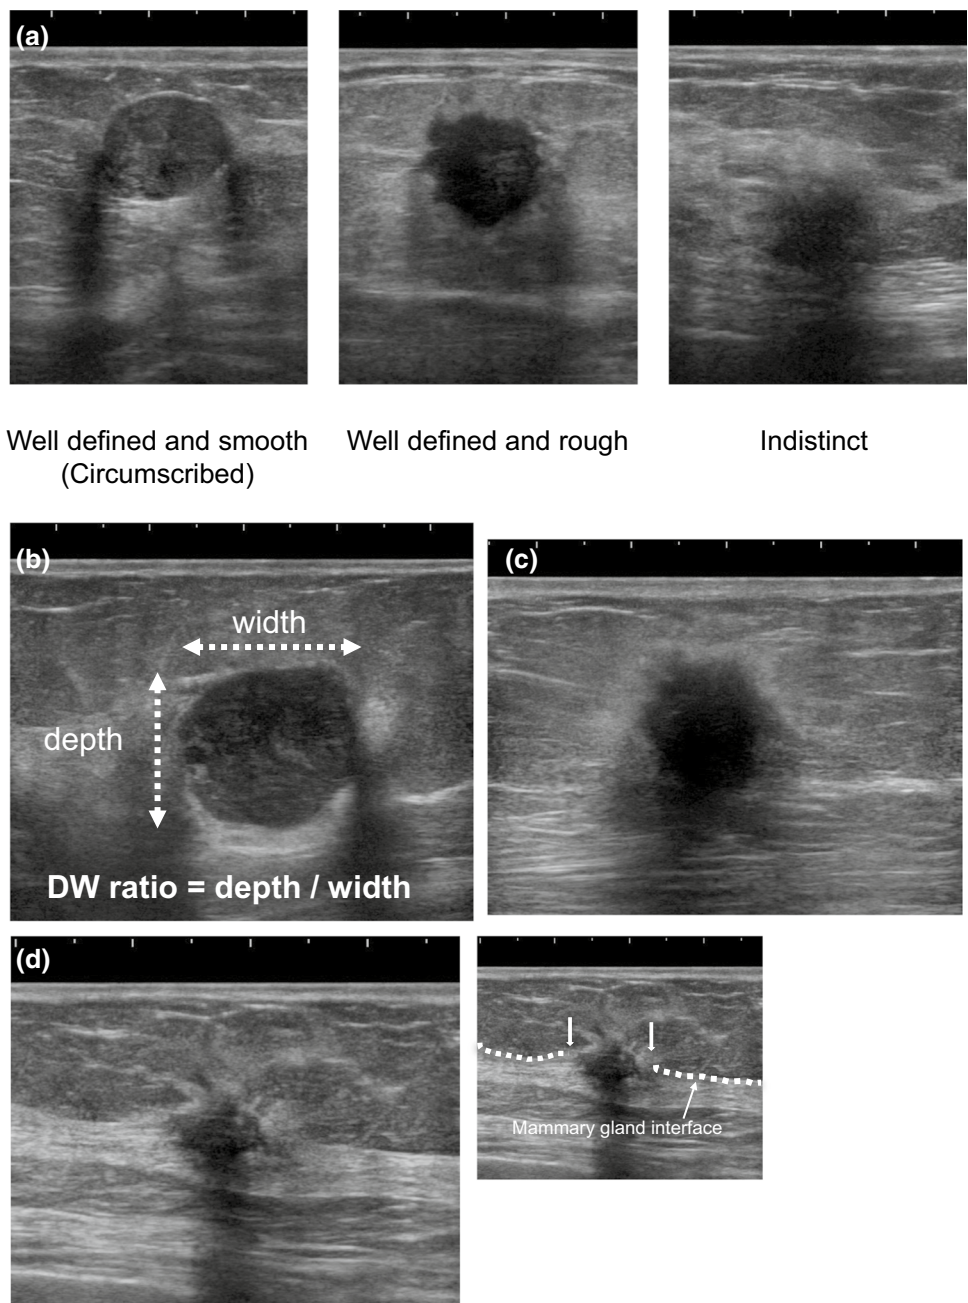 (a)
Well defined and smooth
(Circumscribed)
Well defined and rough
Indistinct
(b)
width
depth
DW ratio = depth / width
(c)
(d)
Mammary gland interface